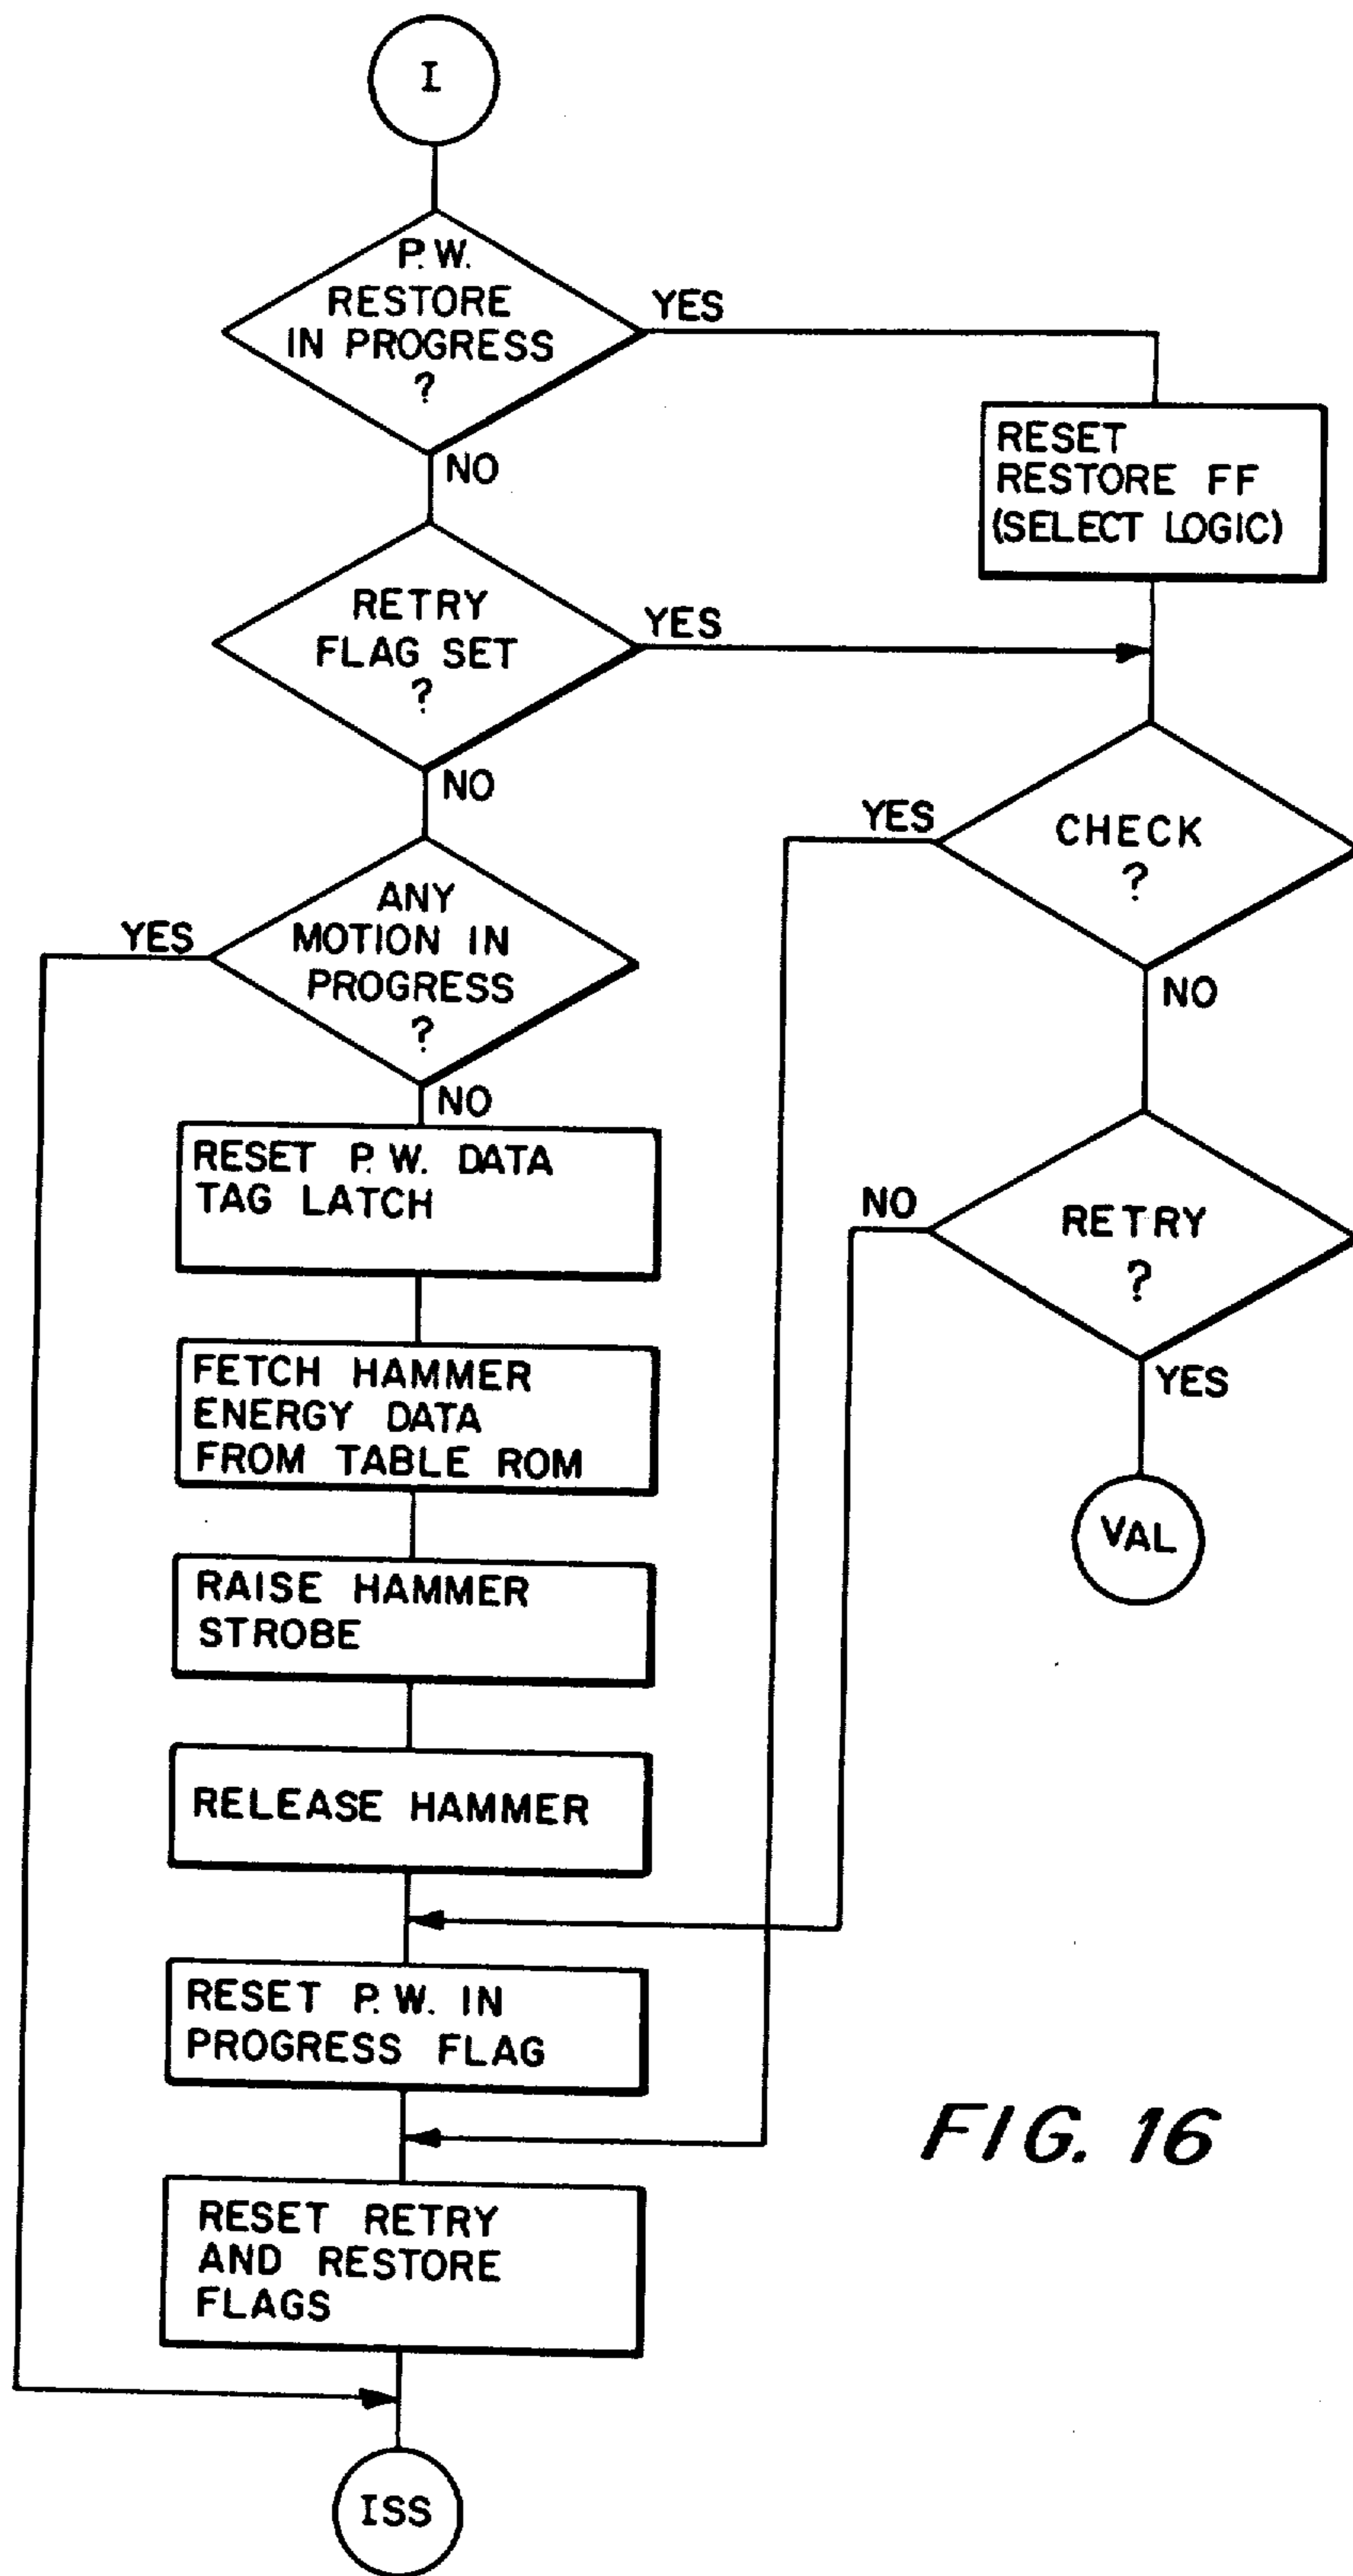 I
P.W.
RESTORE
IN PROGRESS
?
YES
NO
RESET
RESTORE FF
(SELECT LOGIC)
RETRY
FLAG SET
?
YES
NO
CHECK
?
YES
NO
ANY
MOTION IN
PROGRESS
?
YES
NO
RETRY
?
NO
YES
VAL
RESET P.W. DATA
TAG LATCH
FETCH HAMMER
ENERGY DATA
FROM TABLE ROM
RAISE HAMMER
STROBE
RELEASE HAMMER
RESET P.W. IN
PROGRESS FLAG
RESET RETRY
AND RESTORE
FLAGS
ISS
FIG. 16